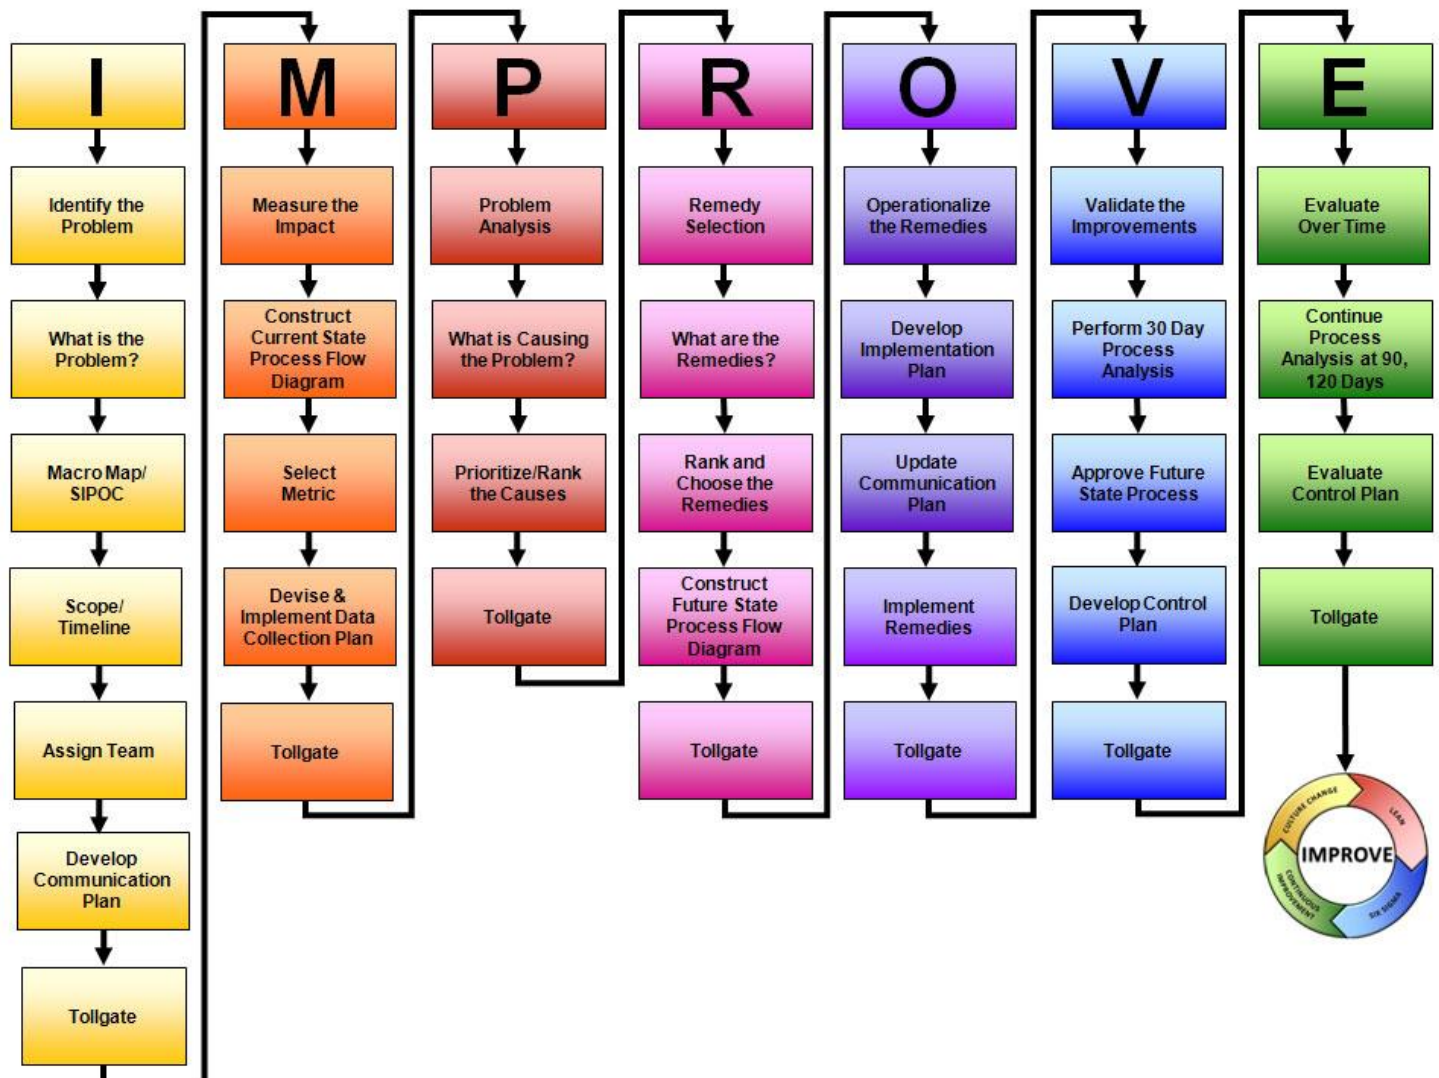 I
Identify the
Problem
What is the
Problem?
Macro Map/
SIPOC
Scope/
Timeline
Assign Team
Develop
Communication
Plan
Tollgate
M
Measure the
Impact
Construct
Current State
Process Flow
Diagram
Select
Metric
Devise &
Implement Data
Collection Plan
Tollgate
P
Problem
Analysis
What is Causing
the Problem?
Prioritize/Rank
the Causes
Tollgate
R
Remedy
Selection
What are the
Remedies?
Rank and
Choose the
Remedies
Construct
Future State
Process Flow
Diagram
Tollgate
O
Operationalize
the Remedies
Develop
Implementation
Plan
Update
Communication
Plan
Implement
Remedies
Tollgate
V
Validate the
Improvements
Perform 30 Day
Process
Analysis
Approve Future
State Process
Develop Control
Plan
Tollgate
E
Evaluate
Over Time
Continue
Process
Analysis at 90,
120 Days
Evaluate
Control Plan
Tollgate
CULTURE CHANGE
LEAN
IMPROVE
CONTINUOUS
IMPROVEMENT
SIX SIGMA